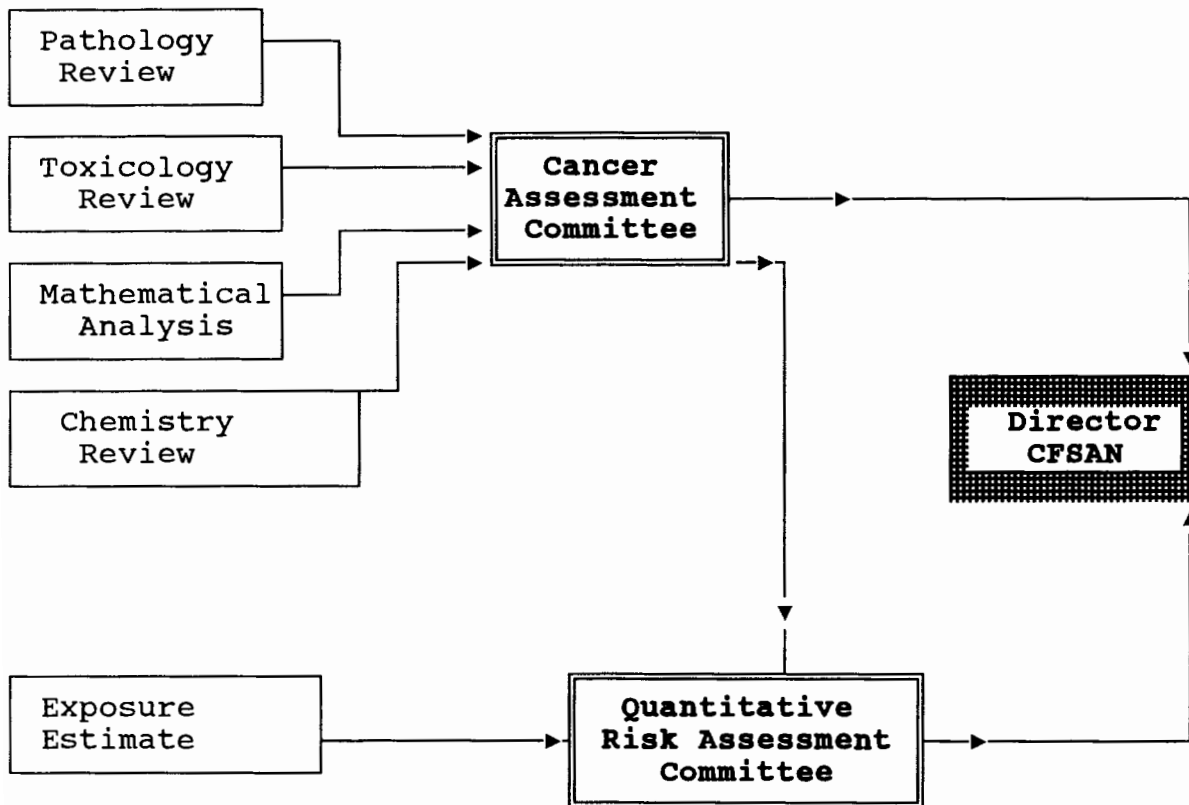 Pathology
Review
Toxicology
Review
Mathematical
Analysis
Chemistry
Review
Cancer
Assessment
Committee
Director
CFSAN
Exposure
Estimate
Quantitative
Risk Assessment
Committee